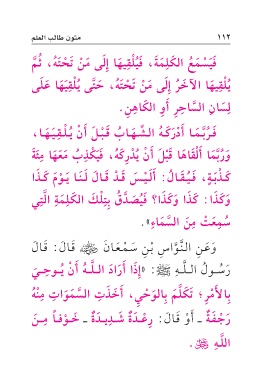 ١١٢ متون طالب العلم
فَيَسْمَعُ الكَلِمَةَ، فَيُلْقِيهَا إِلَى مَنْ تَحْتَهُ، ثُمَّ
يُلْقِيهَا الآخَرُ إِلَى مَنْ تَحْتَهُ، حَتَّى يُلْقِيَهَا عَلَى
لِسَانِ السَّاحِرِ أَوِ الكَاهِنِ.
فَرُبَّمَا أَدْرَكَهُ الشِّهَابُ قَبْلَ أَنْ يُلْقِيَهَا،
وَرُبَّمَا أَلْقَاهَا قَبْلَ أَنْ يُدْرِكَهُ، فَيَكْذِبُ مَعَهَا مِئَةَ
كَذْبَةٍ، فَيُقَالُ: أَلَيْسَ قَدْ قَالَ لَنَا يَوْمَ كَذَا
وَكَذَا: كَذَا وَكَذَا؟ فَيُصَدَّقُ بِتِلْكَ الكَلِمَةِ الَّتِي
سُمِعَتْ مِنَ السَّمَاءِ».
وَعَنِ النَّوَّاسِ بْنِ سَمْعَانَ ﵁ قَالَ: قَالَ
رَسُولُ اللَّهِ ﷺ: «إِذَا أَرَادَ اللَّهُ أَنْ يُوحِيَ
بِالأَمْرِ؛ تَكَلَّمَ بِالوَحْيِ، أَخَذَتِ السَّمَوَاتِ مِنْهُ
رَجْفَةٌ ـ أَوْ قَالَ: رِعْدَةٌ شَدِيدَةٌ ـ خَوْفاً مِنَ
اللَّهِ ﷻ.